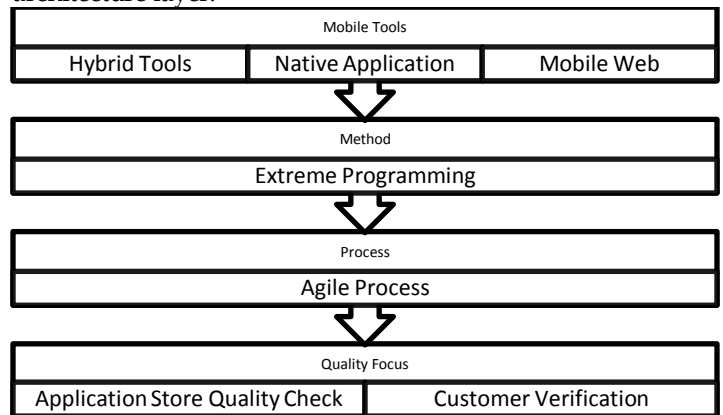 architecture layer.
Mobile Tools
Hybrid Tools Native Application Mobile Web
Method
Extreme Programming
Process
Agile Process
Quality Focus
Application Store Quality Check Customer Verification